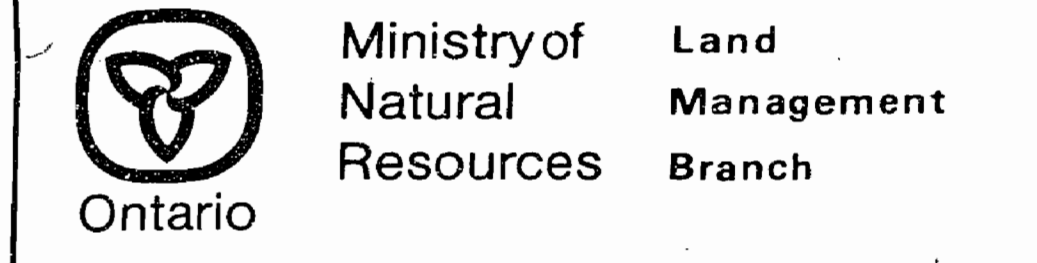 Ministry of
Natural
Resources
Land
Management
Branch
Ontario